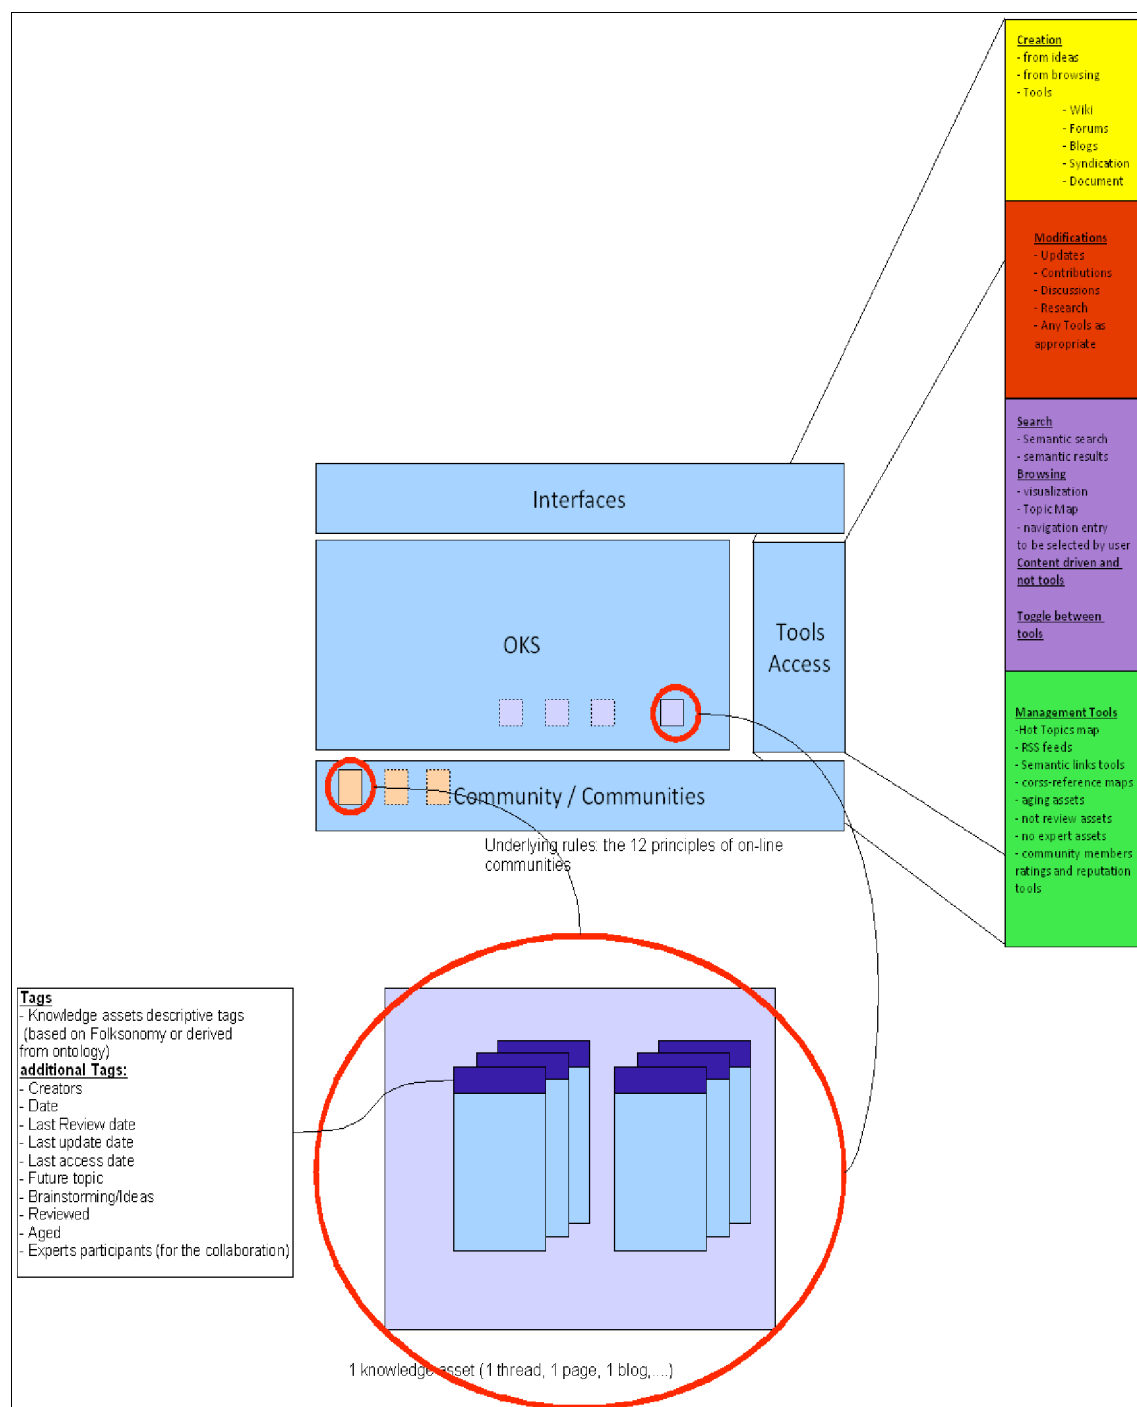 Creation
- from ideas
- from browsing
- Tools
- Wiki
- Forums
- Blogs
- Syndication
- Document
Modifications
- Updates
- Contributions
- Discussions
- Research
- Any Tools as
appropriate
Search
- Semantic search
- semantic results
Browsing
- visualization
- Topic Map
- navigation entry
to be selected by user
Content driven and
not tools
Toggle between
tools
Management Tools
-Hot Topics map
- RSS feeds
- Semantic links tools
- corss-reference maps
- aging assets
- not review assets
- no expert assets
- community members
ratings and reputation
tools
Interfaces
OKS
Tools
Access
Community / Communities
Underlying rules: the 12 principles of on-line
communities
Tags
- Knowledge assets descriptive tags
(based on Folksonomy or derived
from ontology)
additional Tags:
- Creators
- Date
- Last Review date
- Last update date
- Last access date
- Future topic
- Brainstorming/Ideas
- Reviewed
- Aged
- Experts participants (for the collaboration)
1 knowledge asset (1 thread, 1 page, 1 blog,....)